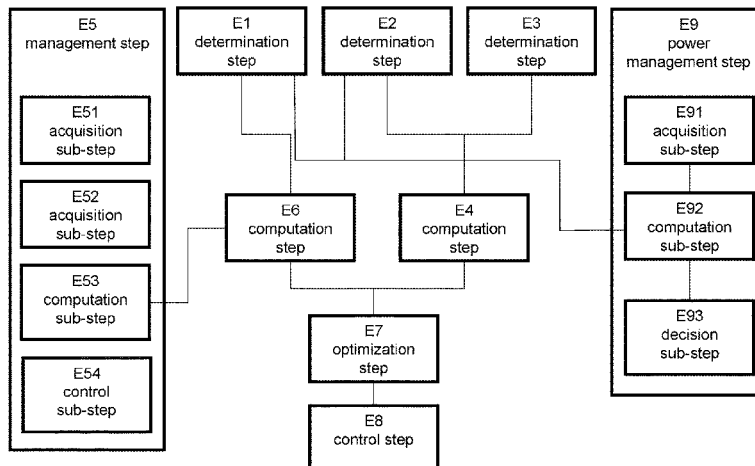 E5
management step
E51
acquisition
sub-step
E52
acquisition
sub-step
E53
computation
sub-step
E54
control
sub-step
E1
determination
step
E2
determination
step
E3
determination
step
E6
computation
step
E4
computation
step
E7
optimization
step
E8
control step
E9
power
management step
E91
acquisition
sub-step
E92
computation
sub-step
E93
decision
sub-step